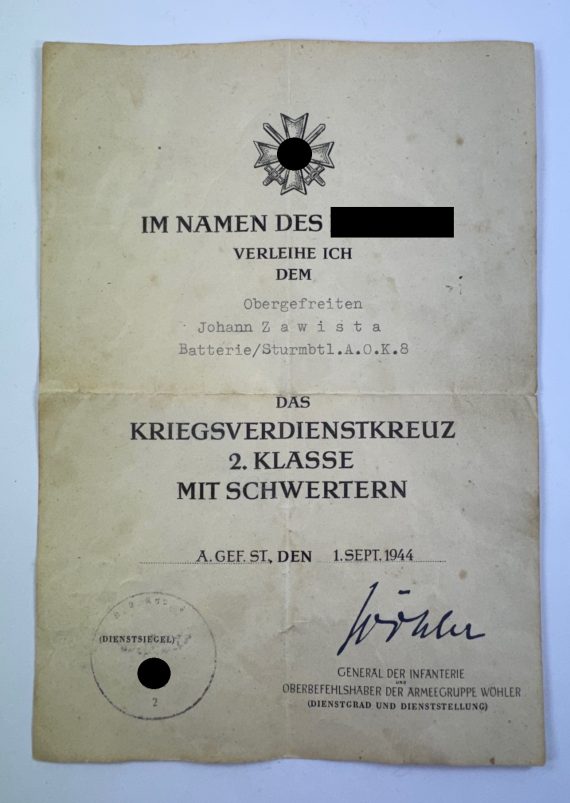 IM NAMEN DES
VERLEIHE ICH
DEM
Obergefreiten
Johann Z a w i s t a
Batterie/Sturmbtl.A.O.K.8
DAS
KRIEGSVERDIENSTKREUZ
2. KLASSE
MIT SCHWERTERN
A. GEF. ST., DEN 1. SEPT. 1944
(DIENSTSIEGEL)
2
Wöhler
GENERAL DER INFANTERIE
UND
OBERBEFEHLSHABER DER ARMEEGRUPPE WÖHLER
(DIENSTGRAD UND DIENSTSTELLUNG)